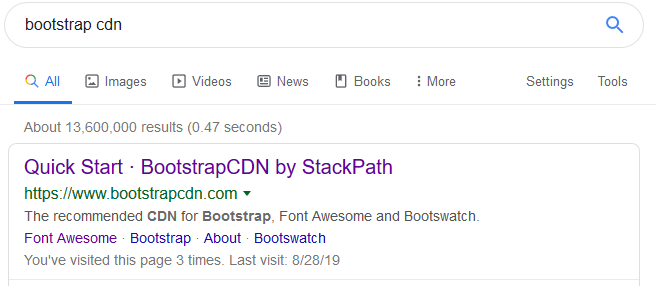 bootstrap cdn
All Images Videos News Books More Settings Tools
About 13,600,000 results (0.47 seconds)
Quick Start · BootstrapCDN by StackPath
https://www.bootstrapcdn.com
The recommended CDN for Bootstrap, Font Awesome and Bootswatch.
Font Awesome · Bootstrap · About · Bootswatch
You've visited this page 3 times. Last visit: 8/28/19